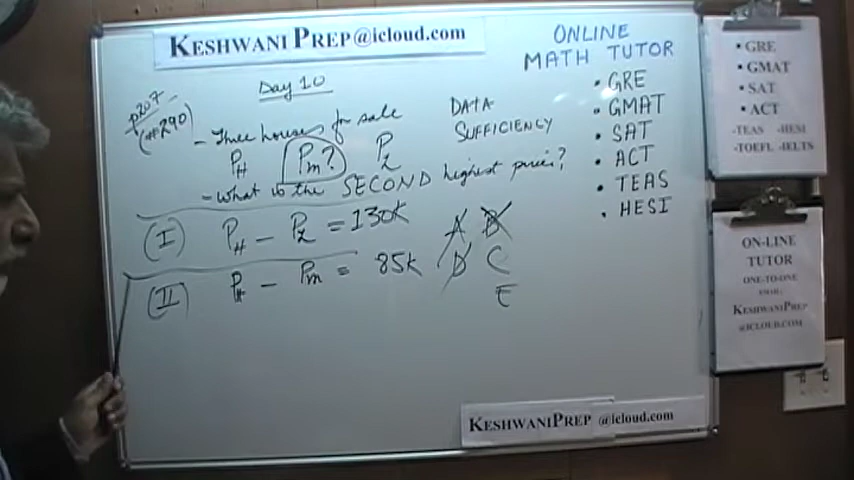 KESHWANI PREP@icloud.com
Day 10
p207
(#290)
- Three houses for sale
P_H P_m? P_L
- What is the SECOND highest price?
DATA
SUFFICIENCY
(I) P_H - P_L = 130K
(II) P_H - P_m = 85K
A B
D C
E
ONLINE
MATH TUTOR
• GRE
• GMAT
• SAT
• ACT
• TEAS
• HESI
KESHWANIPREP @icloud.com
• GRE
• GMAT
• SAT
• ACT
-TEAS -HESI
-TOEFL -IELTS
ON-LINE
TUTOR
ONE-TO-ONE
KESHWANIPREP
@ICLOUD.COM